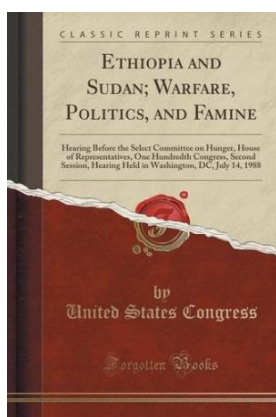 CLASSIC REPRINT SERIES
ETHIOPIA AND
SUDAN; WARFARE,
POLITICS, AND FAMINE
Hearing Before the Select Committee on Hunger, House
of Representatives, One Hundredth Congress, Second
Session, Hearing Held in Washington, DC, July 14, 1988
by
United States Congress
Forgotten Books